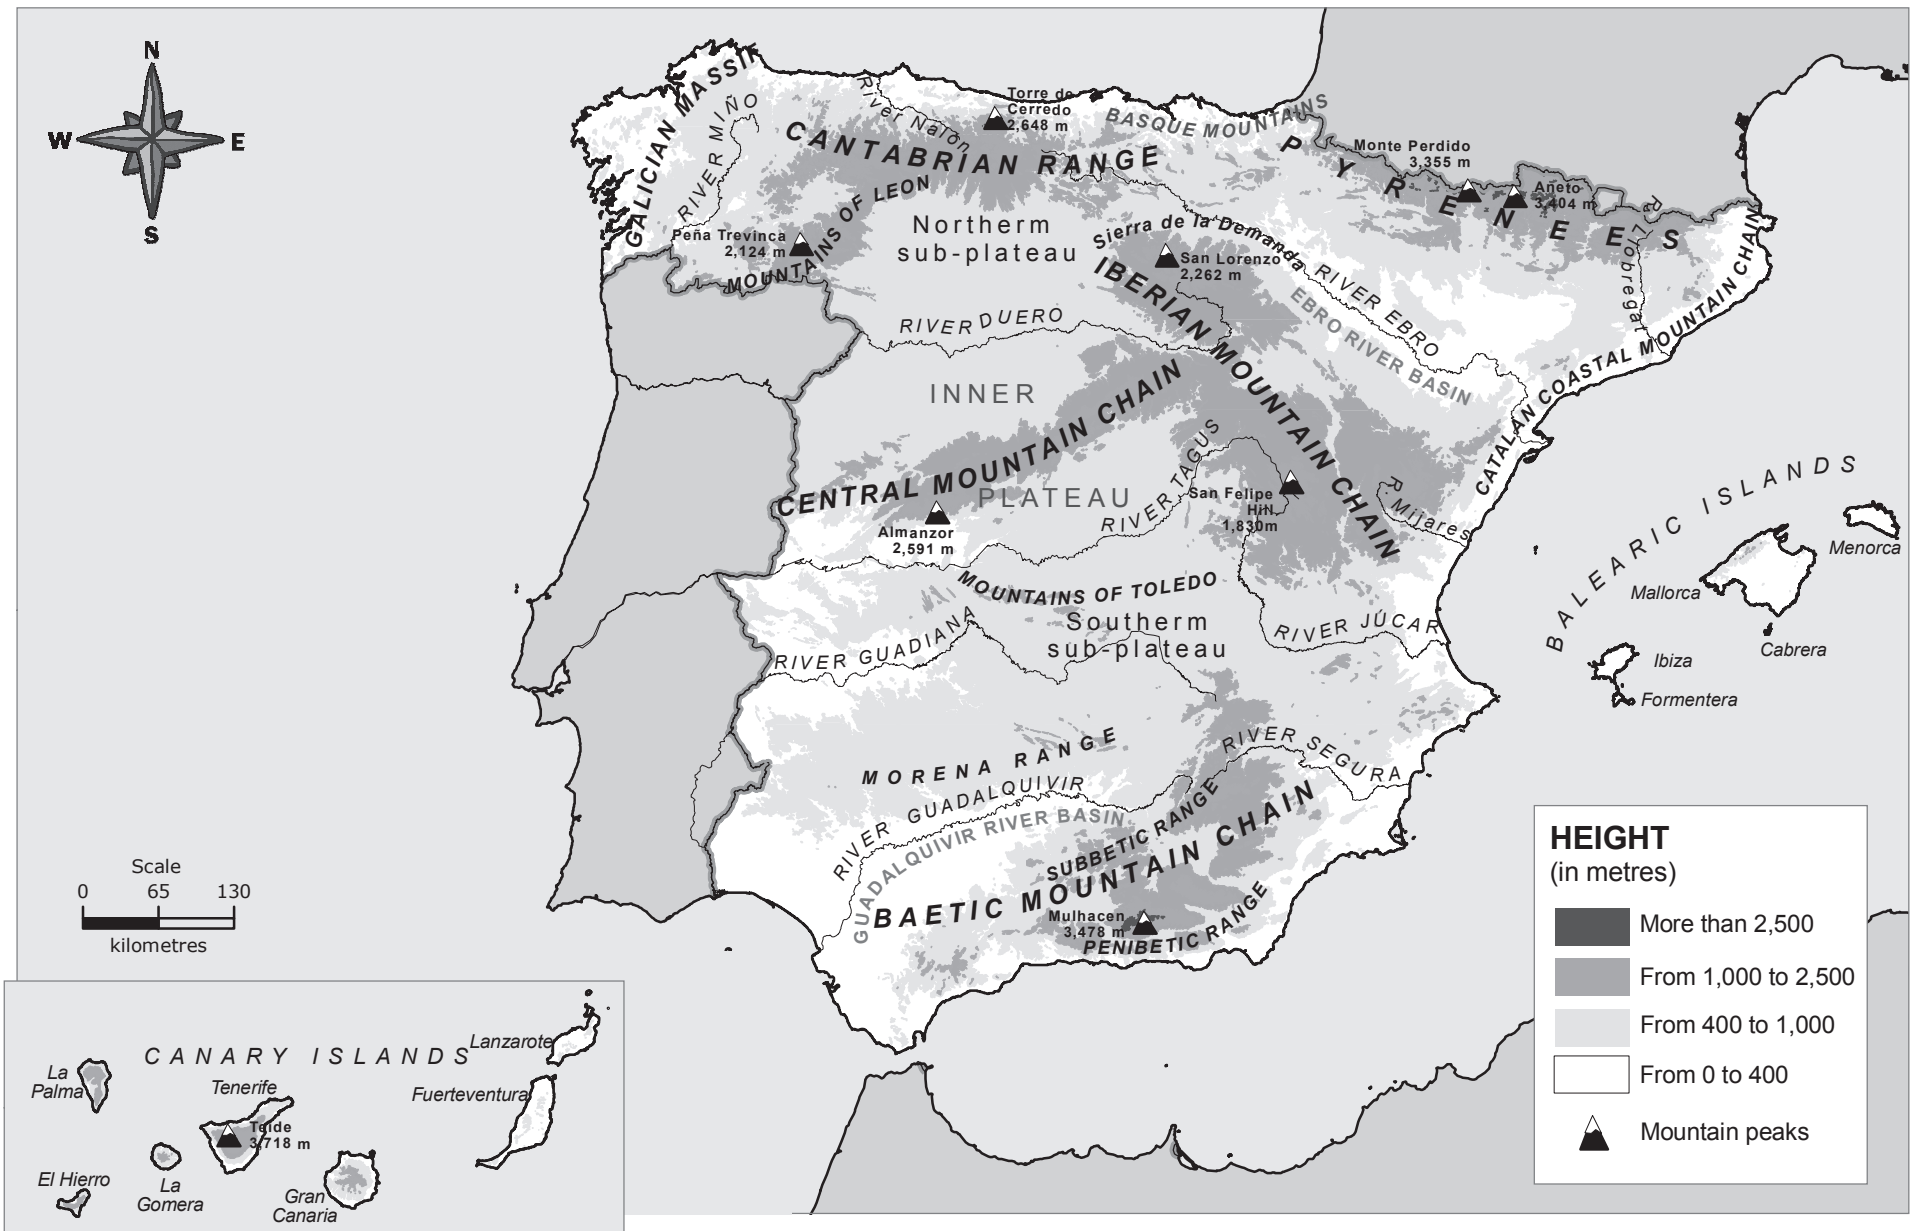 N
W
E
S
GALICIAN MASSIF
RIVER MIÑO
River Nalón
Torre de
Cerredo
2,648 m
CANTABRIAN RANGE
BASQUE MOUNTAINS
PYRENEES
Monte Perdido
3,355 m
Aneto
3,404 m
R. Llobregat
MOUNTAINS OF LEON
Peña Trevinca
2,124 m
Northerm
sub-plateau
Sierra de la Demanda
San Lorenzo
2,262 m
IBERIAN MOUNTAIN CHAIN
RIVER EBRO
EBRO RIVER BASIN
CATALAN COASTAL MOUNTAIN CHAIN
RIVER DUERO
INNER
PLATEAU
CENTRAL MOUNTAIN CHAIN
Almanzor
2,591 m
RIVER TAGUS
San Felipe
Hill
1,830m
R. Mijares
MOUNTAINS OF TOLEDO
Southerm
sub-plateau
RIVER GUADIANA
RIVER JÚCAR
BALEARIC ISLANDS
Menorca
Mallorca
Cabrera
Ibiza
Formentera
MORENA RANGE
RIVER GUADALQUIVIR
GUADALQUIVIR RIVER BASIN
RIVER SEGURA
SUBBETIC RANGE
BAETIC MOUNTAIN CHAIN
Mulhacen
3,478 m
PENIBETIC RANGE
Scale
0 65 130
kilometres
CANARY ISLANDS
Lanzarote
La
Palma
Tenerife
Fuerteventura
Teide
3,718 m
El Hierro
La
Gomera
Gran
Canaria
HEIGHT
(in metres)
More than 2,500
From 1,000 to 2,500
From 400 to 1,000
From 0 to 400
Mountain peaks